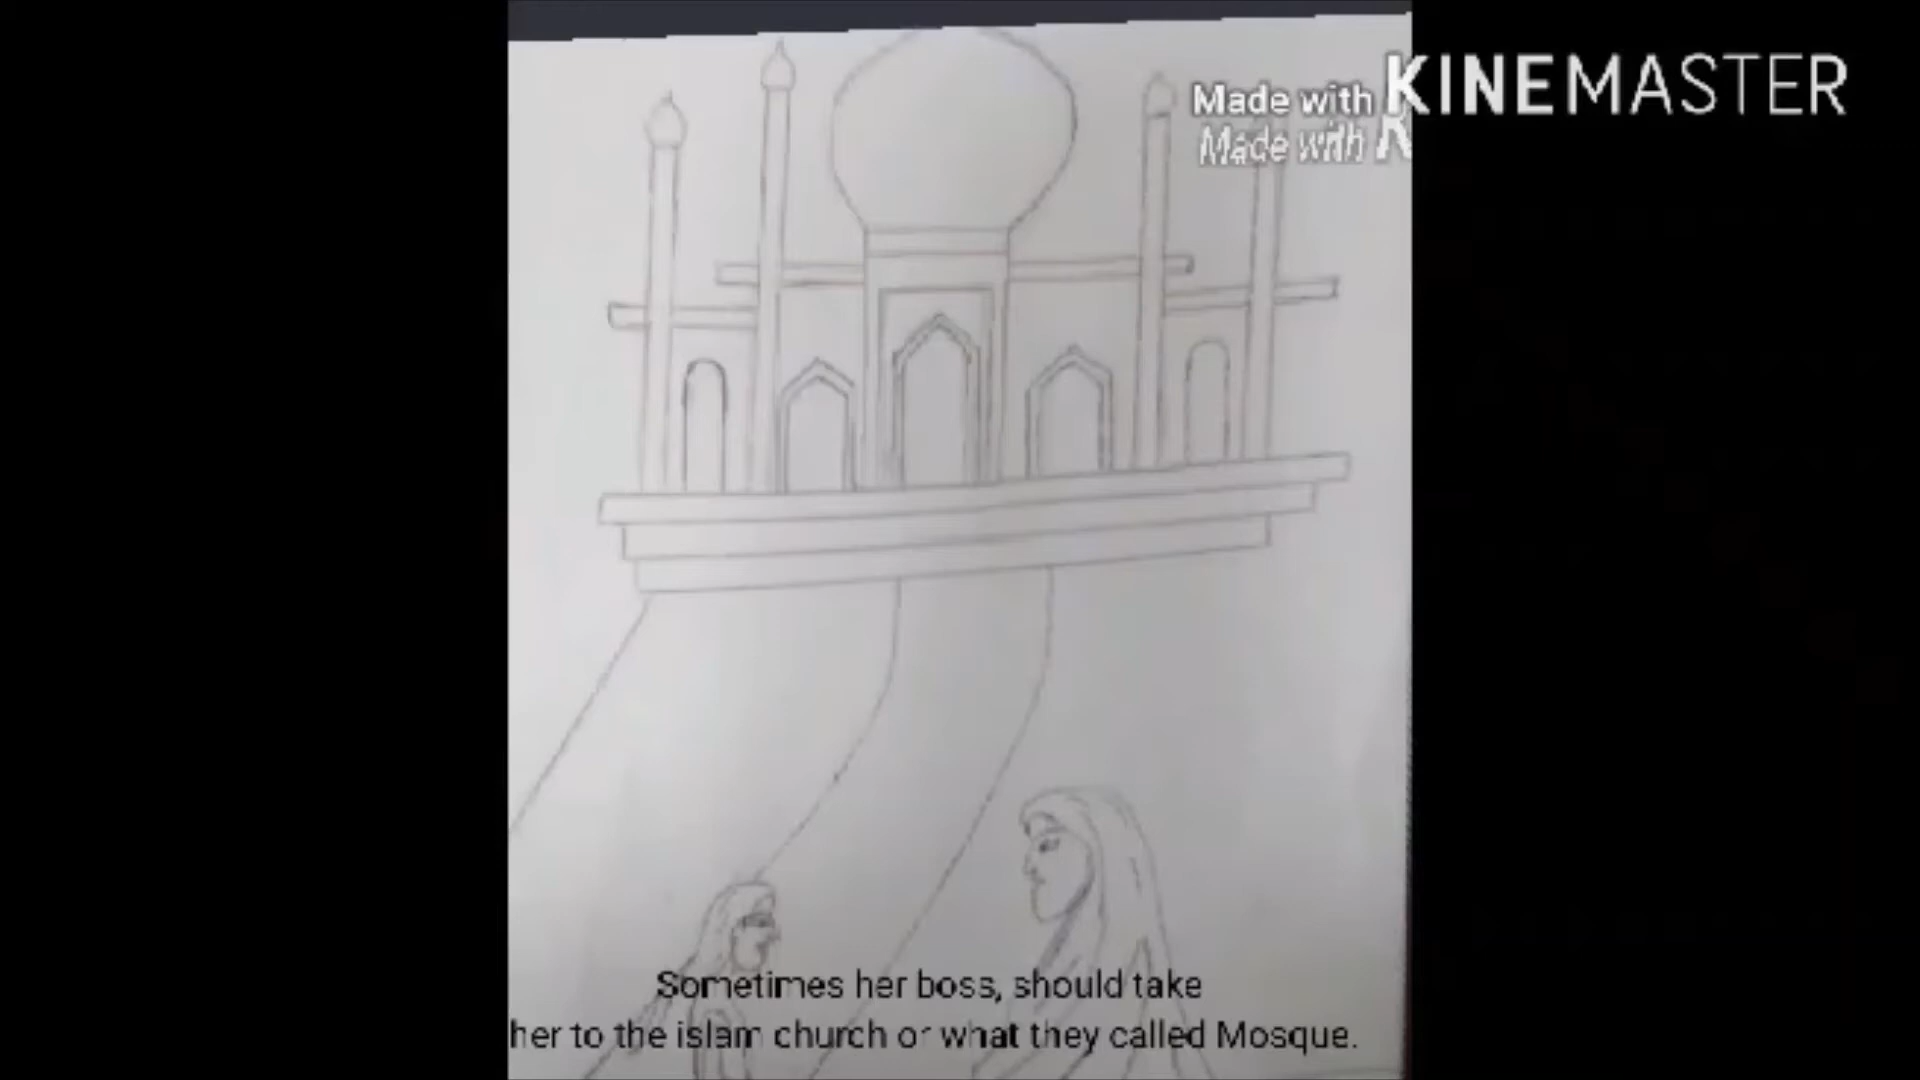 Made with KINEMASTER
Made with K
Sometimes her boss, should take
her to the islam church or what they called Mosque.